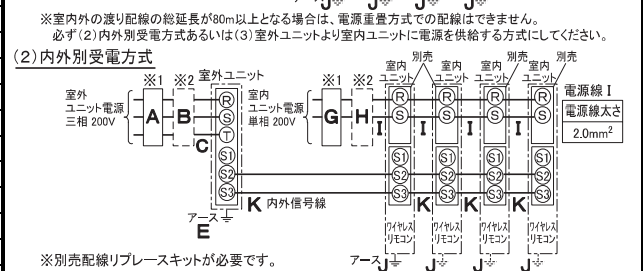 ※室内外の渡り配線の総延長が80m以上となる場合は、電源重畳方式での配線はできません。
必ず(2)内外別受電方式あるいは(3)室外ユニットより室内ユニットに電源を供給する方式にしてください。
(2)内外別受電方式
※1 ※2 室外ユニット
室外
ユニット電源
三相 200V
A B C
R
S
T
S1
S2
S3
アース
E
K 内外信号線
※1 ※2
室内
ユニット電源
単相 200V
G H
室内
ユニット
別売
室内
ユニット
室内
ユニット
別売
室内
ユニット
別売
R R R R
S S S S
I I I I
S1 S1 S1 S1
S2 S2 S2 S2
S3 S3 S3 S3
K K K
ワイヤレス
リモコン
ワイヤレス
リモコン
ワイヤレス
リモコン
ワイヤレス
リモコン
アース J J J J
電源線 I
電源線太さ
2.0mm²
※別売配線リプレースキットが必要です。